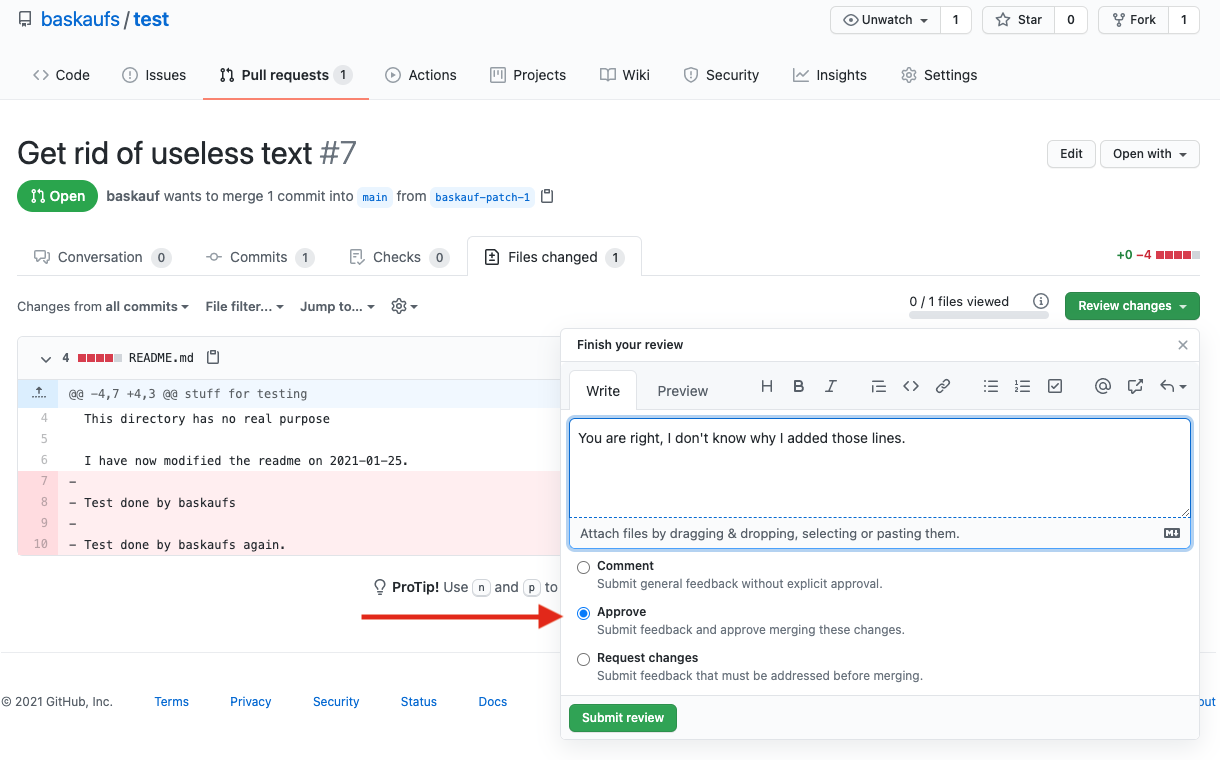 baskaufs / test
Unwatch 1 Star 0 Fork 1
Code Issues Pull requests 1 Actions Projects Wiki Security Insights Settings
Get rid of useless text #7
Edit Open with
Open baskauf wants to merge 1 commit into main from baskauf-patch-1
Conversation 0 Commits 1 Checks 0 Files changed 1 +0 −4
Changes from all commits File filter... Jump to...
0 / 1 files viewed Review changes
4 README.md
@@ -4,7 +4,3 @@ stuff for testing
4 This directory has no real purpose
5
6 I have now modified the readme on 2021-01-25.
7 -
8 - Test done by baskaufs
9 -
10 - Test done by baskaufs again.
ProTip! Use n and p to
Finish your review
Write Preview
You are right, I don't know why I added those lines.
Attach files by dragging & dropping, selecting or pasting them.
Comment
Submit general feedback without explicit approval.
Approve
Submit feedback and approve merging these changes.
Request changes
Submit feedback that must be addressed before merging.
Submit review
© 2021 GitHub, Inc. Terms Privacy Security Status Docs